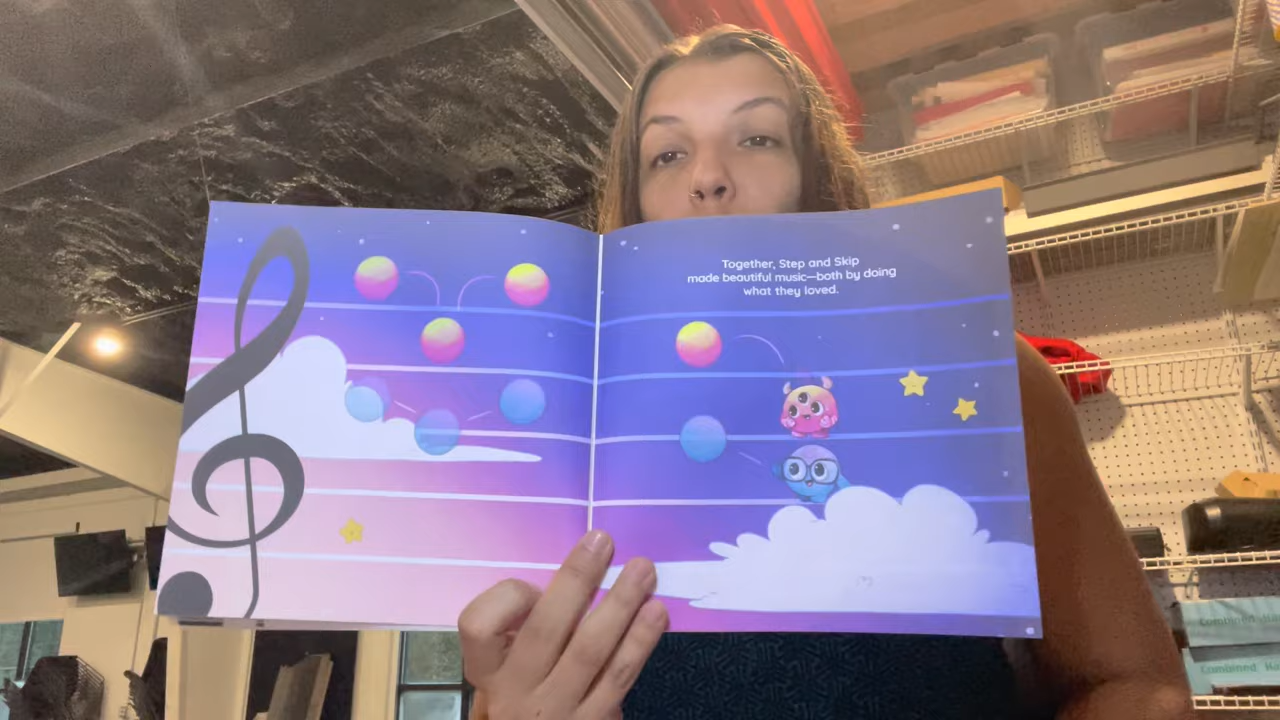 Together, Step and Skip
made beautiful music—both by doing
what they loved.
Combined
Combined